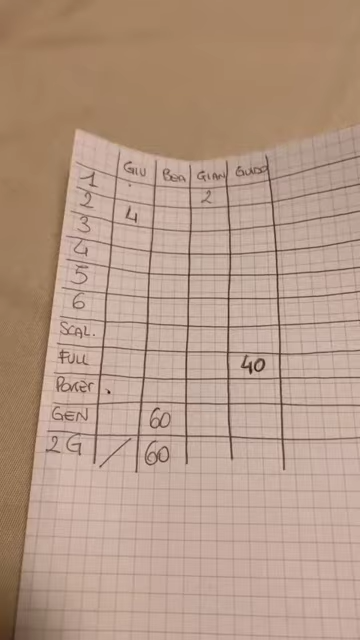 GIU BEA GIAN GUIDO
1 2
2 4
3
4
5
6
SCAL.
FULL 40
POKER .
GEN 60
2G / 60